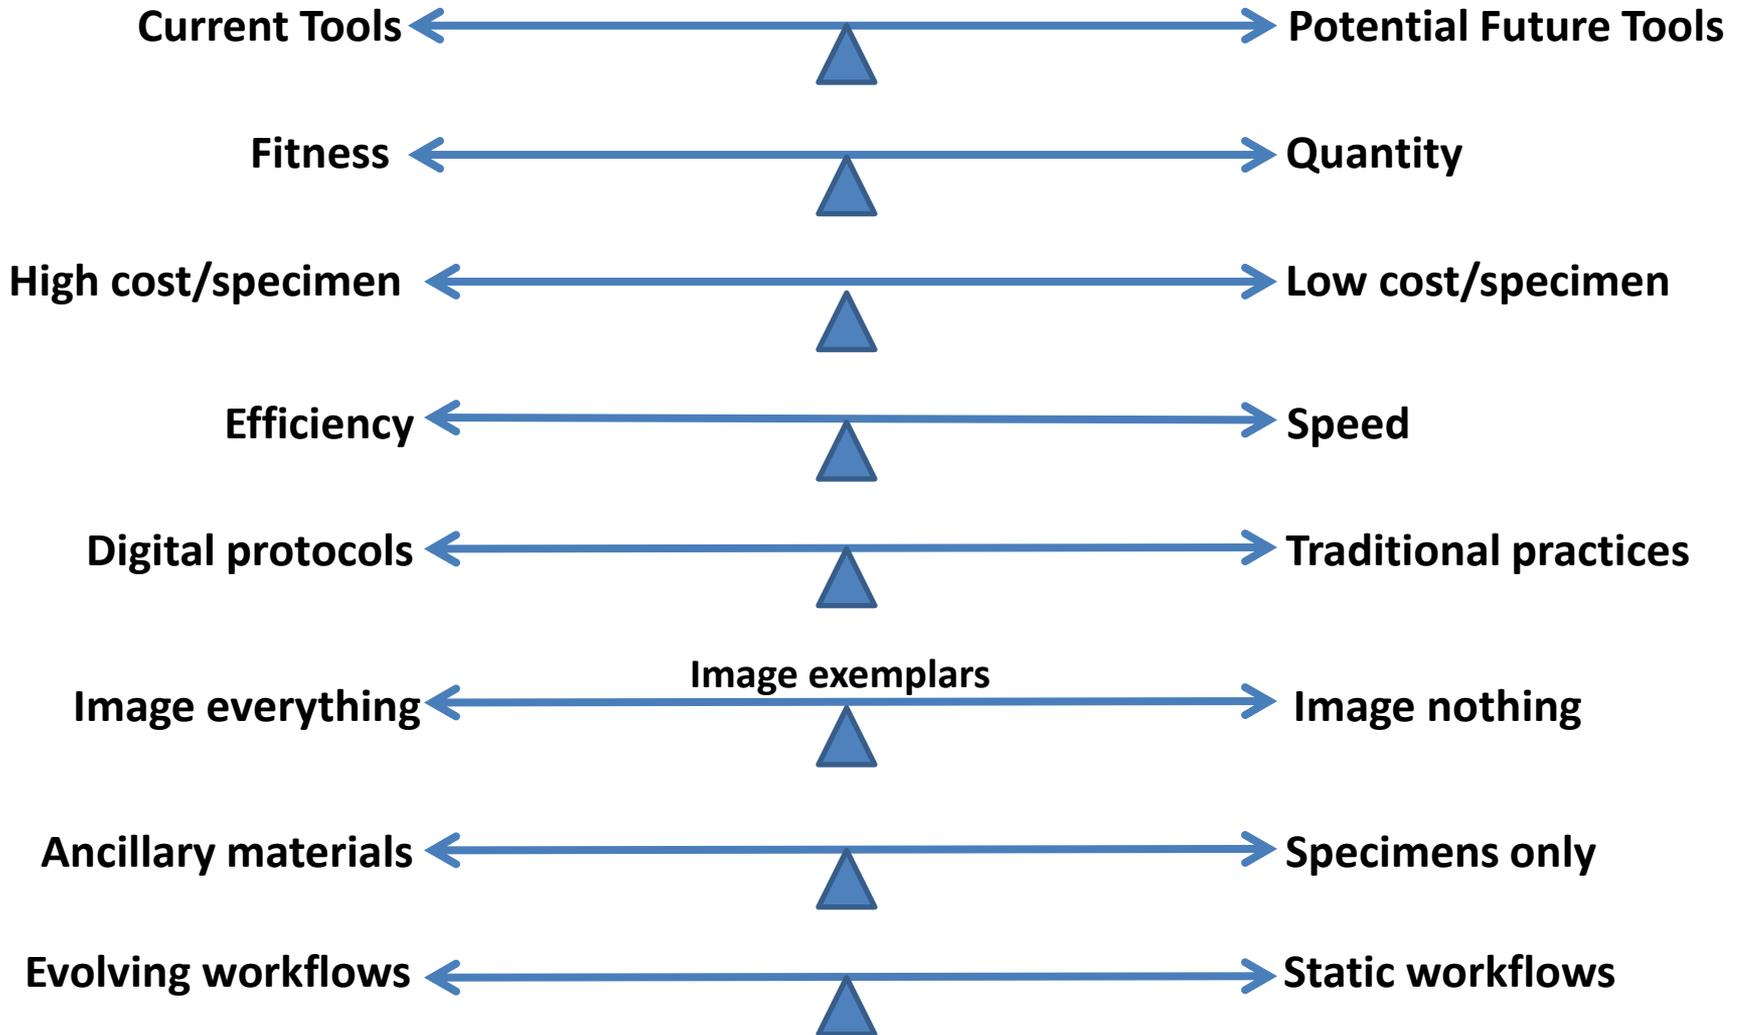 Current Tools Potential Future Tools
Fitness Quantity
High cost/specimen Low cost/specimen
Efficiency Speed
Digital protocols Traditional practices
Image exemplars
Image everything Image nothing
Ancillary materials Specimens only
Evolving workflows Static workflows